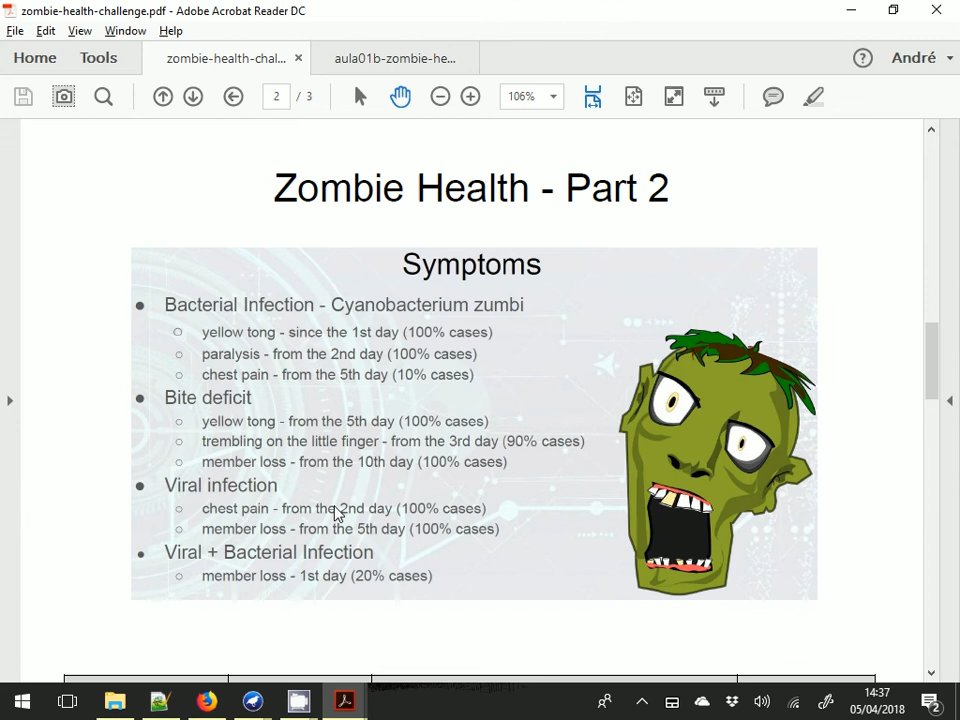 zombie-health-challenge.pdf - Adobe Acrobat Reader DC
File Edit View Window Help
Home Tools zombie-health-chal... × aula01b-zombie-he... ? André
2 / 3 106%
Zombie Health - Part 2
Symptoms
● Bacterial Infection - Cyanobacterium zumbi
○ yellow tong - since the 1st day (100% cases)
○ paralysis - from the 2nd day (100% cases)
○ chest pain - from the 5th day (10% cases)
● Bite deficit
○ yellow tong - from the 5th day (100% cases)
○ trembling on the little finger - from the 3rd day (90% cases)
○ member loss - from the 10th day (100% cases)
● Viral infection
○ chest pain - from the 2nd day (100% cases)
○ member loss - from the 5th day (100% cases)
● Viral + Bacterial Infection
○ member loss - 1st day (20% cases)
14:37
05/04/2018
2